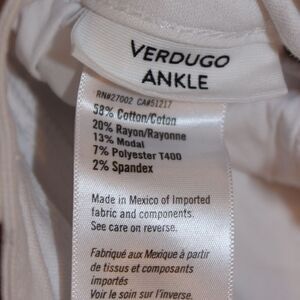 VERDUGO
ANKLE
RN#27002 CA#51217
58% Cotton/Coton
20% Rayon/Rayonne
13% Modal
7% Polyester T400
2% Spandex
Made in Mexico of Imported
fabric and components.
See care on reverse.
Fabriqué aux Mexique à partir
de tissus et composants
importés
Voir le soin sur l'inverse.